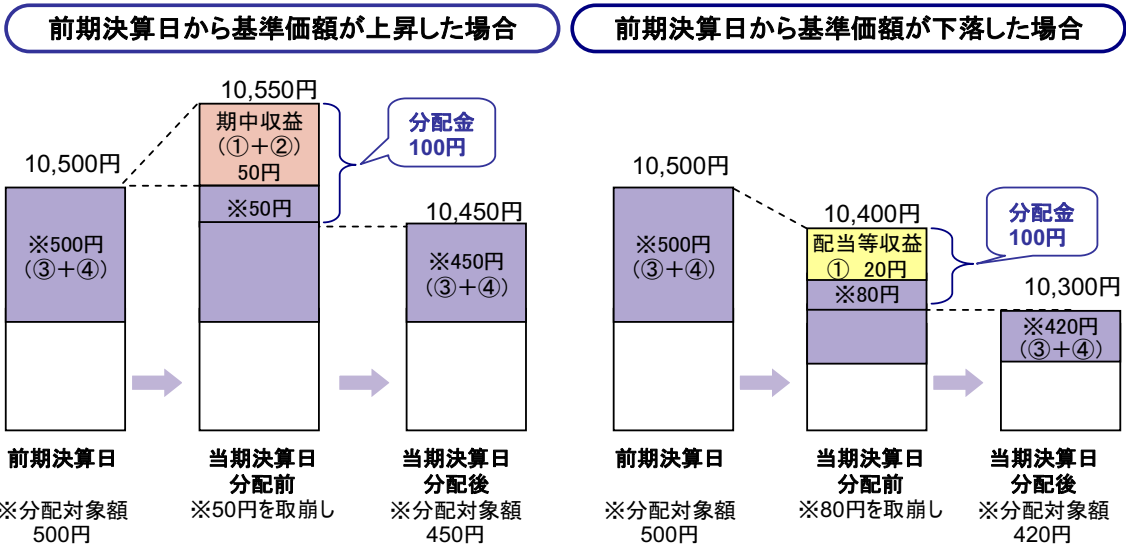 前期決算日から基準価額が上昇した場合
10,550円
期中収益
（①＋②）
50円
分配金
100円
10,500円
※50円
10,450円
※500円
（③＋④）
※450円
（③＋④）
前期決算日
当期決算日
分配前
当期決算日
分配後
※分配対象額
500円
※50円を取崩し
※分配対象額
450円
前期決算日から基準価額が下落した場合
10,500円
10,400円
分配金
100円
※500円
（③＋④）
配当等収益
① 20円
※80円
10,300円
※420円
（③＋④）
前期決算日
当期決算日
分配前
当期決算日
分配後
※分配対象額
500円
※80円を取崩し
※分配対象額
420円